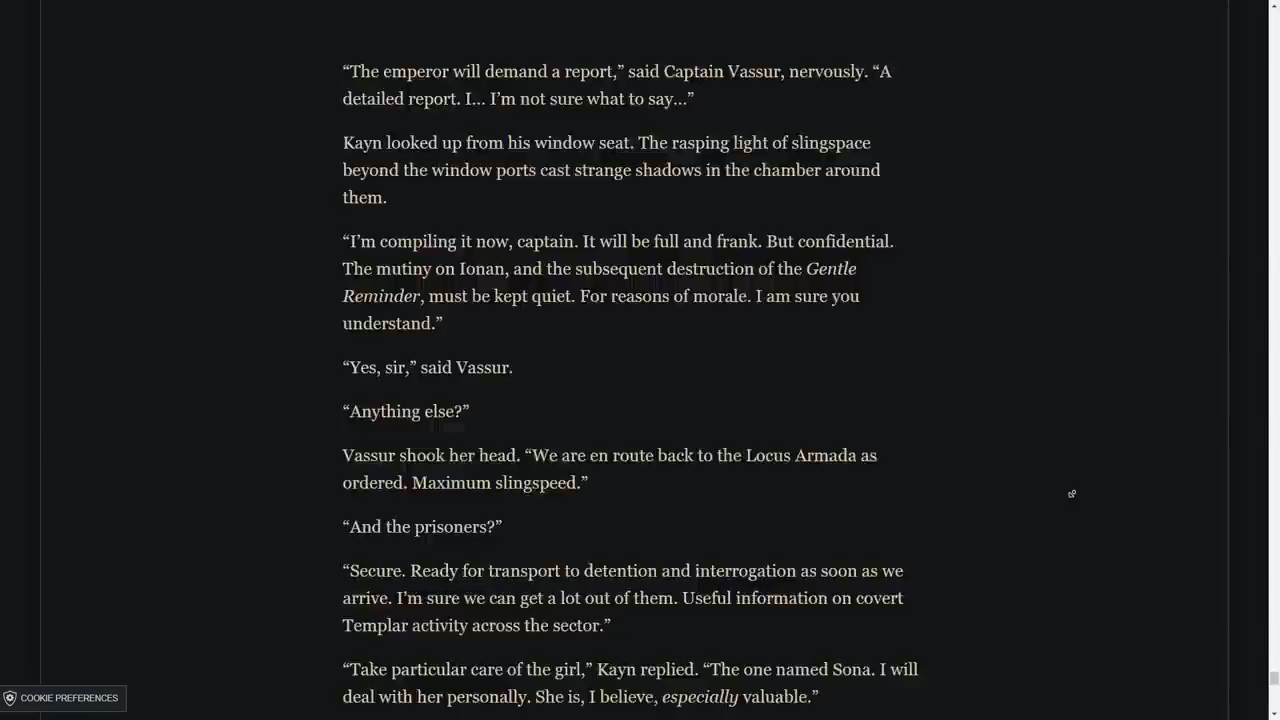 “The emperor will demand a report,” said Captain Vassur, nervously. “A
detailed report. I... I’m not sure what to say...”
Kayn looked up from his window seat. The rasping light of slingspace
beyond the window ports cast strange shadows in the chamber around
them.
“I’m compiling it now, captain. It will be full and frank. But confidential.
The mutiny on Ionan, and the subsequent destruction of the Gentle
Reminder, must be kept quiet. For reasons of morale. I am sure you
understand.”
“Yes, sir,” said Vassur.
“Anything else?”
Vassur shook her head. “We are en route back to the Locus Armada as
ordered. Maximum slingspeed.”
“And the prisoners?”
“Secure. Ready for transport to detention and interrogation as soon as we
arrive. I’m sure we can get a lot out of them. Useful information on covert
Templar activity across the sector.”
“Take particular care of the girl,” Kayn replied. “The one named Sona. I will
deal with her personally. She is, I believe, especially valuable.”
COOKIE PREFERENCES